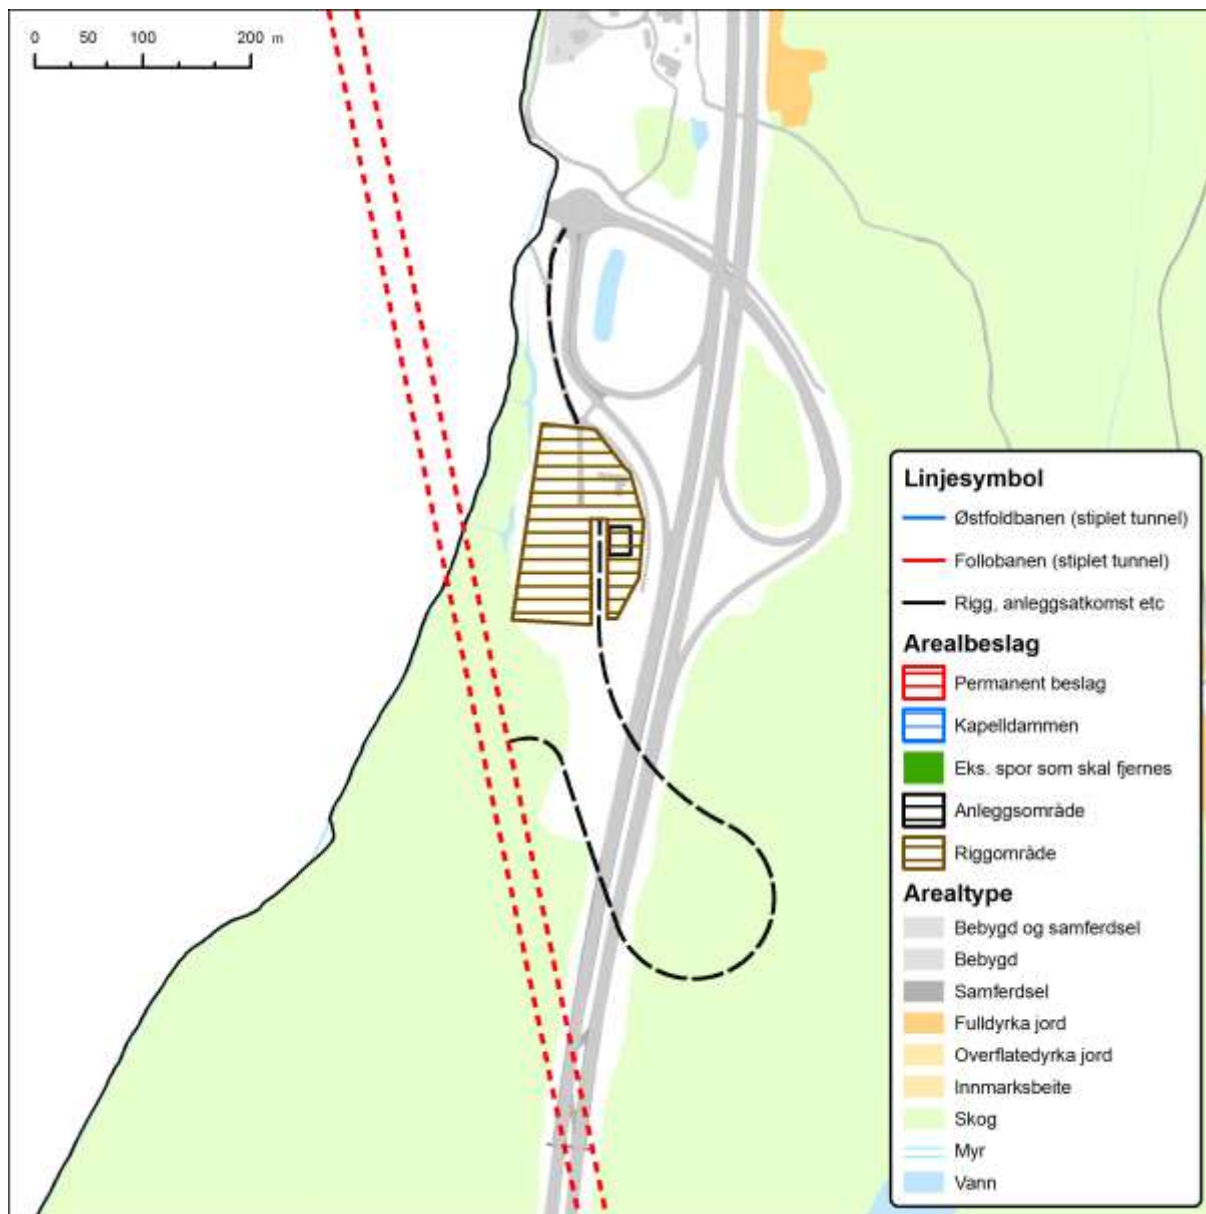 0 50 100 200 m
Linjesymbol
Østfoldbanen (stiplet tunnel)
Follobanen (stiplet tunnel)
Rigg, anleggsatkomst etc
Arealbeslag
Permanent beslag
Kapelldammen
Eks. spor som skal fjernes
Anleggsområde
Riggområde
Arealtype
Bebygd og samferdsel
Bebygd
Samferdsel
Fulldyrka jord
Overflatedyrka jord
Innmarksbeite
Skog
Myr
Vann